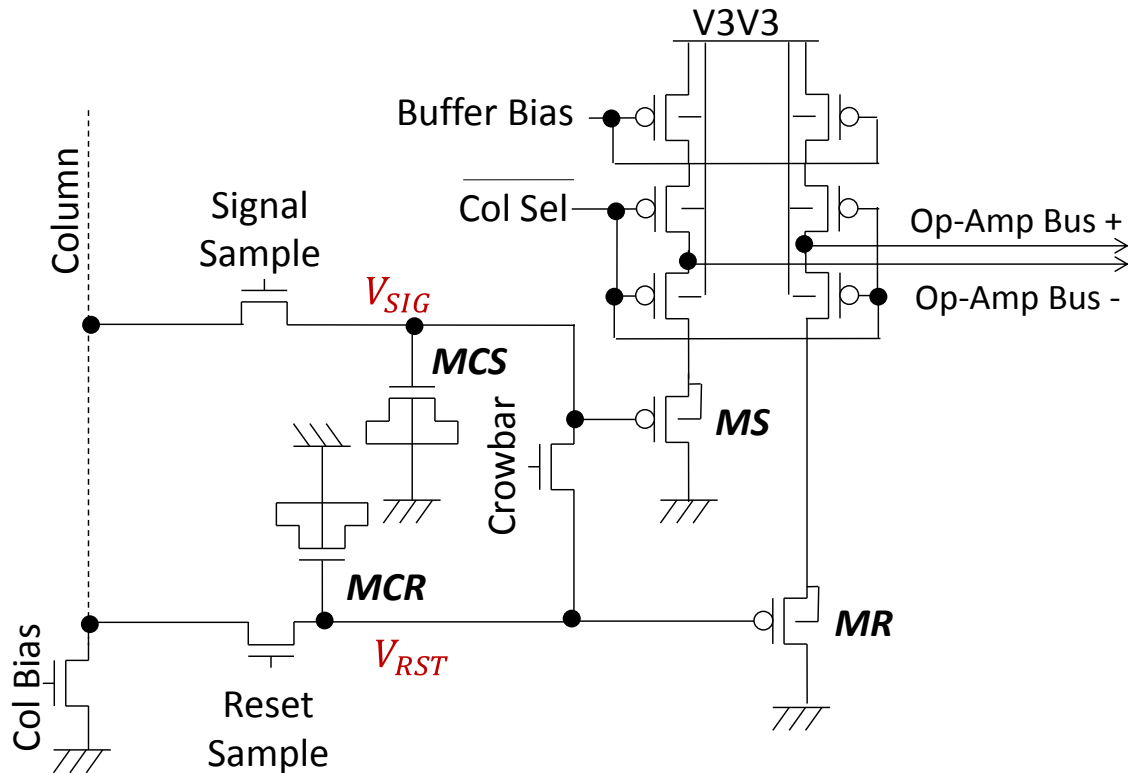 V3V3
Buffer Bias
Col Sel
Column
Signal
Sample
Op-Amp Bus +
Op-Amp Bus -
V_SIG
MCS
MS
Crowbar
MCR
MR
V_RST
Col Bias
Reset
Sample